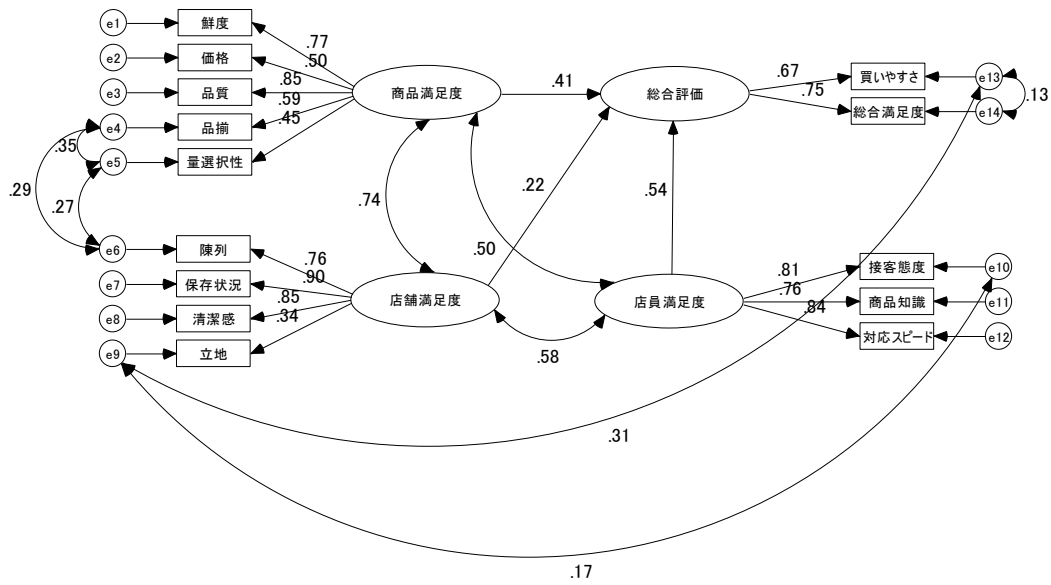 e1
鮮度
e2
価格
e3
品質
e4
品揃
e5
量選択性
.77
.50
.85
.59
.45
商品満足度
.41
総合評価
.67
.75
買いやすさ
e13
総合満足度
e14
.13
.35
.29
.27
.74
.50
.22
.54
e6
陳列
e7
保存状況
e8
清潔感
e9
立地
.76
.90
.85
.34
店舗満足度
.58
店員満足度
.81
.76
.84
接客態度
e10
商品知識
e11
対応スピード
e12
.31
.17